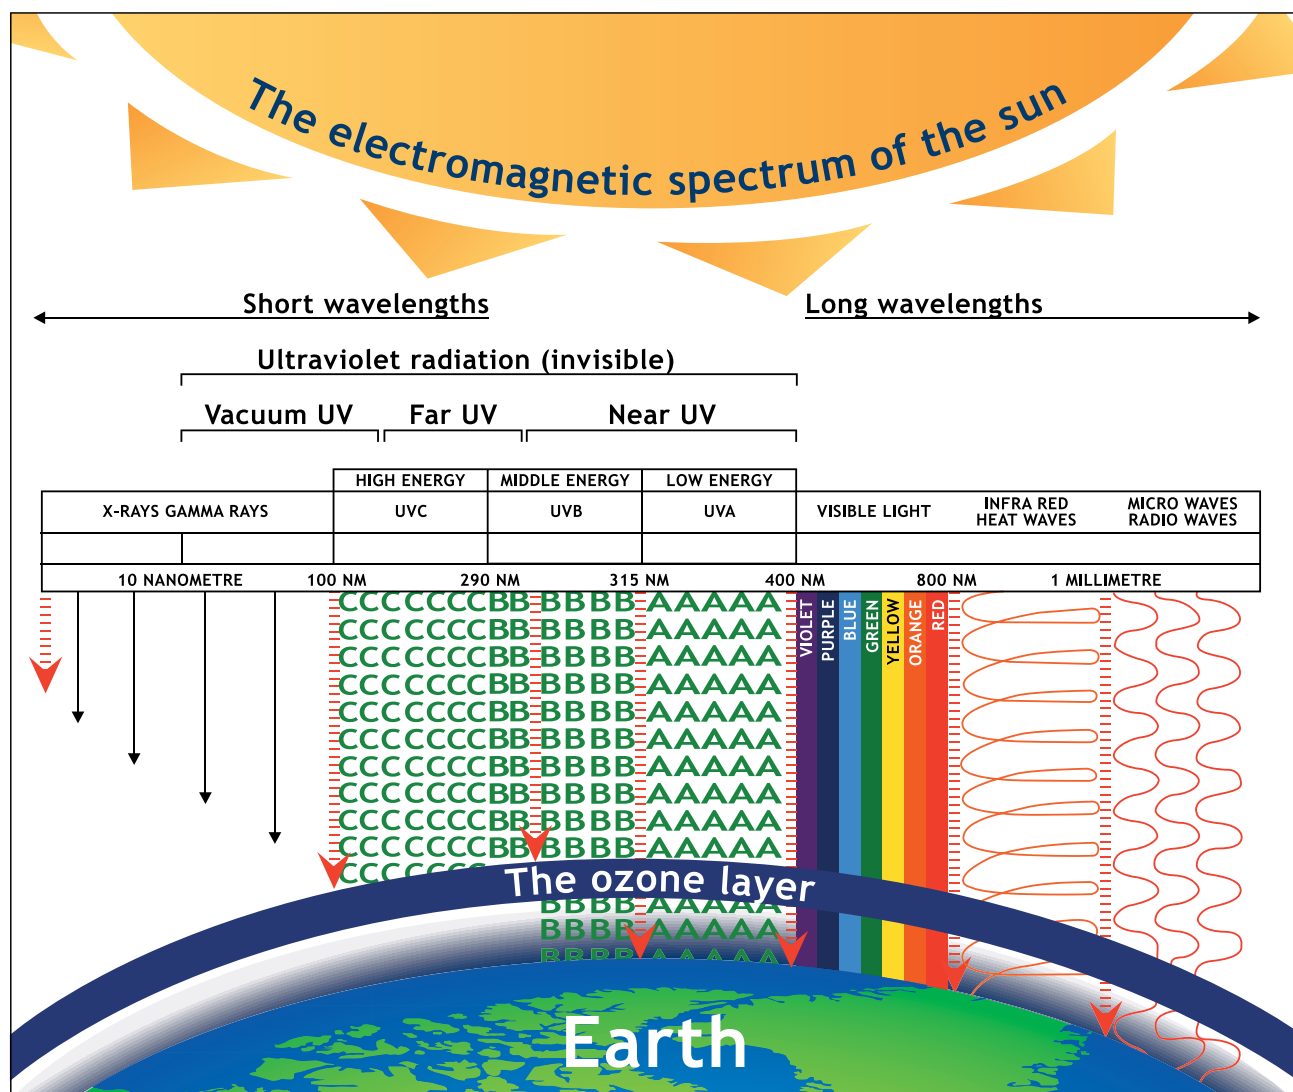 The electromagnetic spectrum of the sun
Short wavelengths
Long wavelengths
Ultraviolet radiation (invisible)
Vacuum UV
Far UV
Near UV
HIGH ENERGY
MIDDLE ENERGY
LOW ENERGY
X-RAYS GAMMA RAYS
UVC
UVB
UVA
VISIBLE LIGHT
INFRA RED
HEAT WAVES
MICRO WAVES
RADIO WAVES
10 NANOMETRE
100 NM
290 NM
315 NM
400 NM
800 NM
1 MILLIMETRE
CCCCCCCBB BBBB AAAAA
CCCCCCCBB BBBB AAAAA
CCCCCCCBB BBBB AAAAA
CCCCCCCBB BBBB AAAAA
CCCCCCCBB BBBB AAAAA
CCCCCCCBB BBBB AAAAA
CCCCCCCBB BBBB AAAAA
CCCCCCCBB BBBB AAAAA
CCCCCCCBB BBBB AAAAA
CCCCCCCBB BBBB AAAAA
CCCCCCC
VIOLET
PURPLE
BLUE
GREEN
YELLOW
ORANGE
RED
The ozone layer
BBBB AAAAA
BBBB AAAAA
BBBB AAAAA
Earth